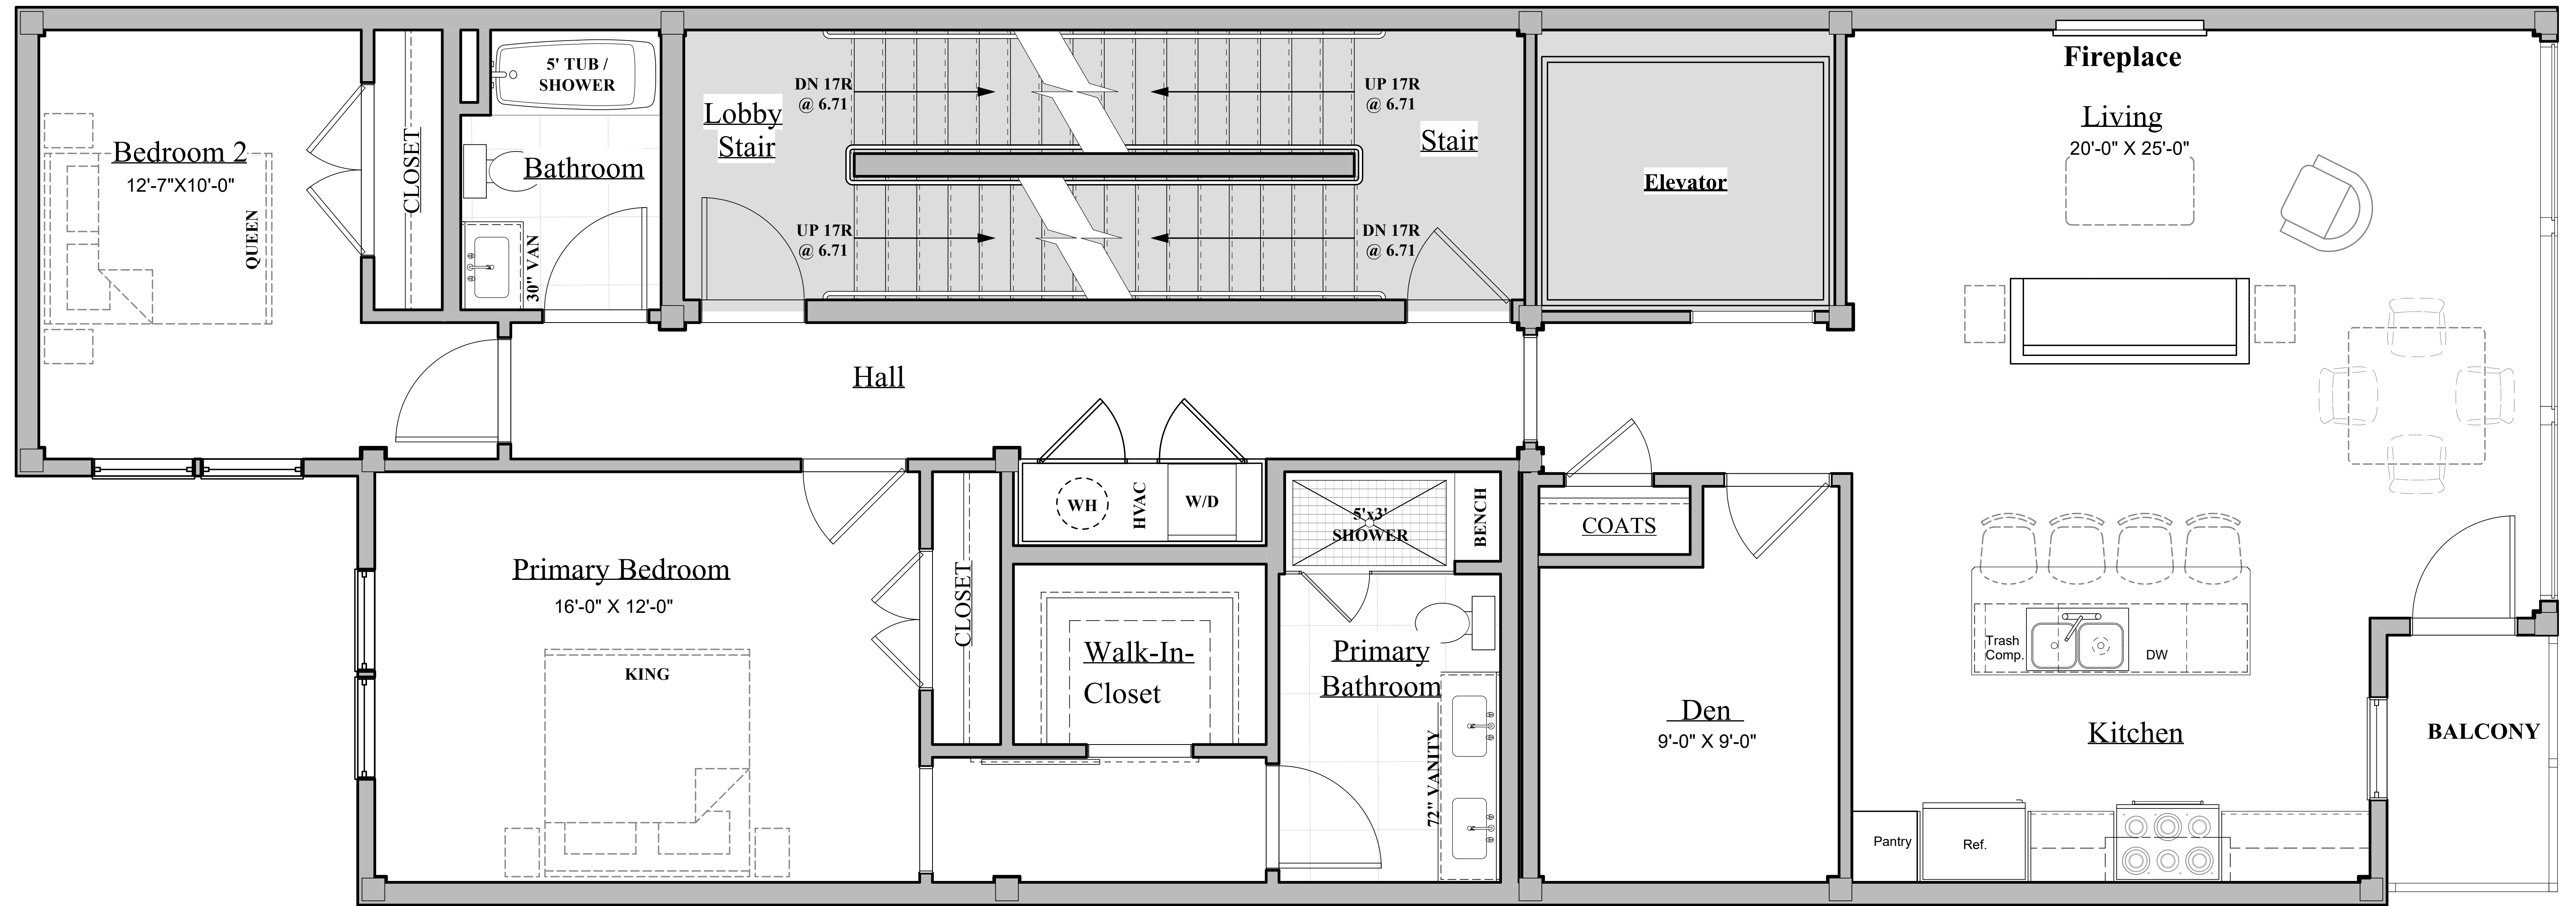 Bedroom 2
12'-7"X10'-0"
QUEEN
CLOSET
5' TUB /
SHOWER
Bathroom
30" VAN
Lobby
Stair
DN 17R
@ 6.71
UP 17R
@ 6.71
UP 17R
@ 6.71
DN 17R
@ 6.71
Stair
Elevator
Fireplace
Living
20'-0" X 25'-0"
Hall
Primary Bedroom
16'-0" X 12'-0"
KING
CLOSET
WH
HVAC
W/D
Walk-In-
Closet
5'x3'
SHOWER
BENCH
Primary
Bathroom
72" VANITY
COATS
Den
9'-0" X 9'-0"
Trash
Comp.
DW
Kitchen
Pantry
Ref.
BALCONY